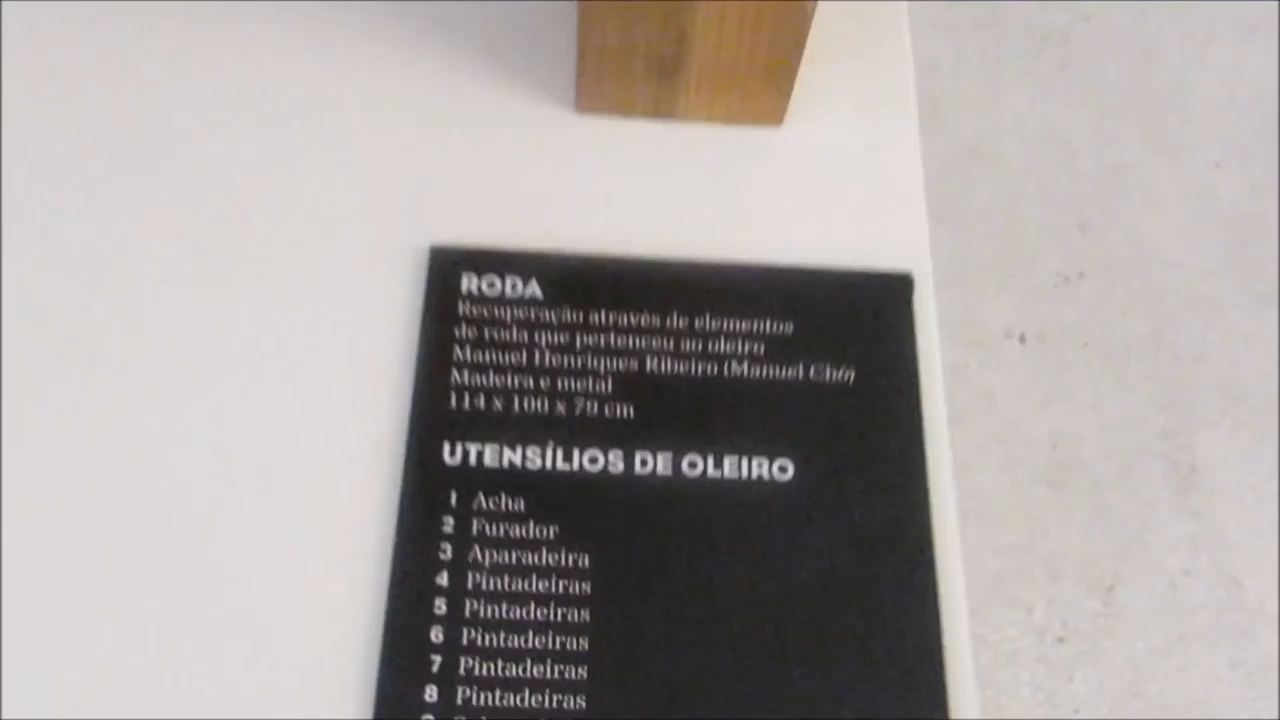 RODA
Recuperação através de elementos
de roda que pertenceu ao oleiro
Manuel Henriques Ribeiro (Manuel Chó)
Madeira e metal
114 x 100 x 79 cm
UTENSÍLIOS DE OLEIRO
1 Acha
2 Furador
3 Aparadeira
4 Pintadeiras
5 Pintadeiras
6 Pintadeiras
7 Pintadeiras
8 Pintadeiras